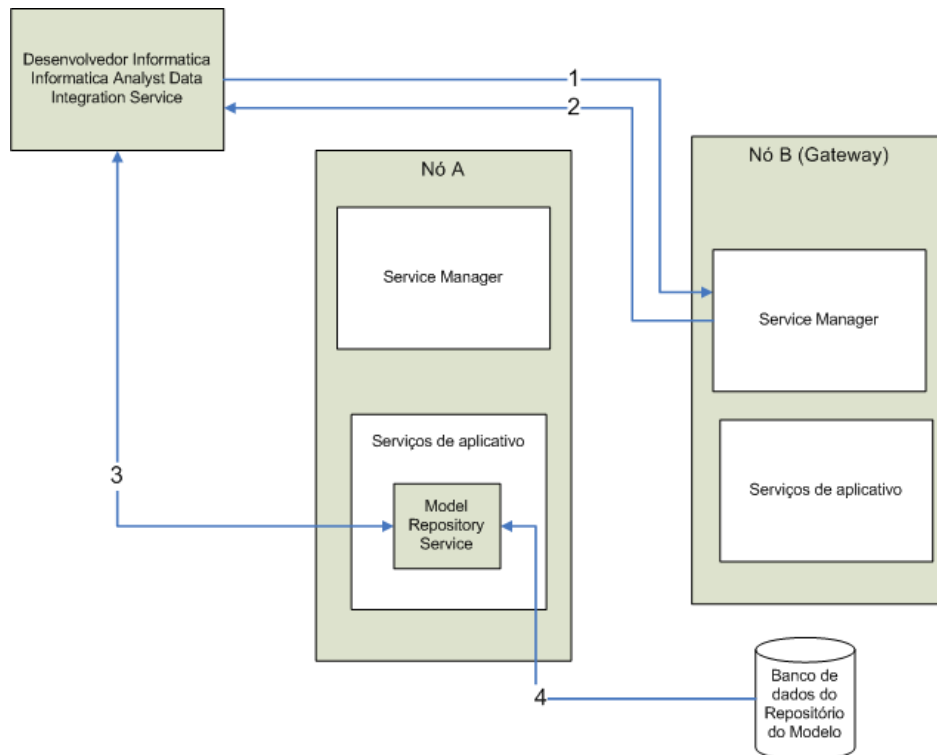 Desenvolvedor Informatica
Informatica Analyst Data
Integration Service
1
2
Nó A
Nó B (Gateway)
Service Manager
Service Manager
Serviços de aplicativo
Serviços de aplicativo
3
Model
Repository
Service
4
Banco de
dados do
Repositório
do Modelo